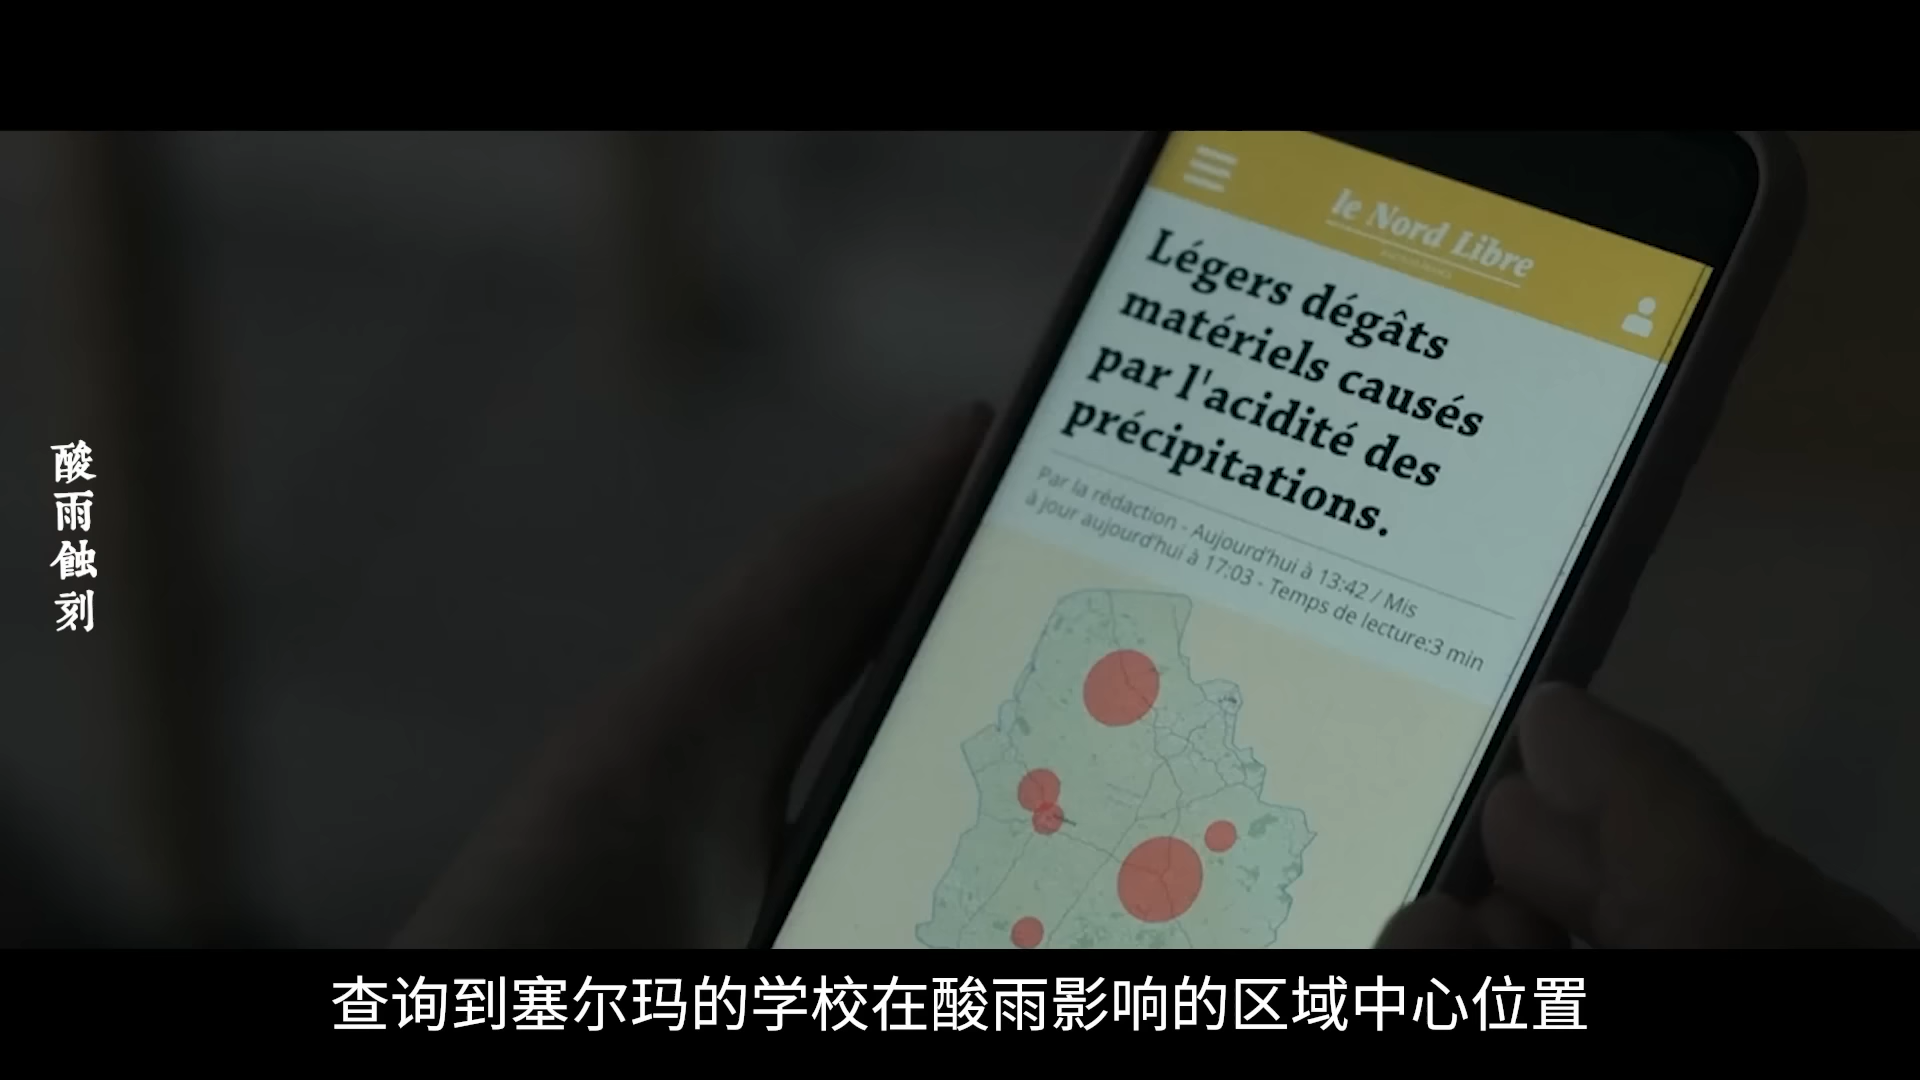 le Nord Libre
Légers dégâts
matériels causés
par l'acidité des
précipitations.
Par la rédaction - Aujourd'hui à 13:42 / Mis
à jour aujourd'hui à 17:03 - Temps de lecture:3 min
酸雨蝕刻
查询到塞尔玛的学校在酸雨影响的区域中心位置